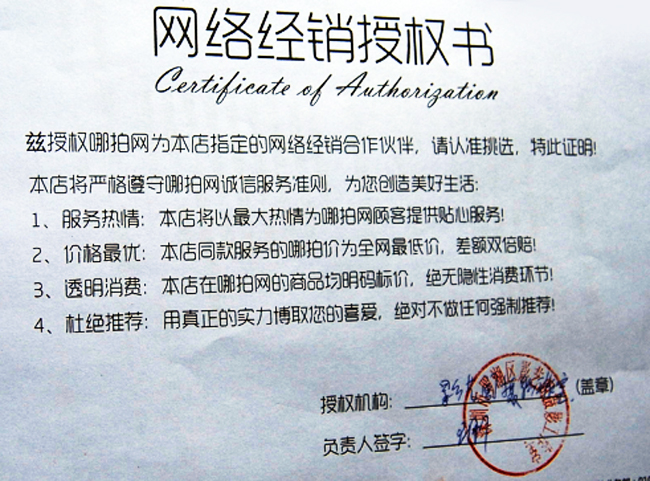 网络经销授权书
Certificate of Authorization
兹授权哪拍网为本店指定的网络经销合作伙伴，请认准挑选，特此证明!
本店将严格遵守哪拍网诚信服务准则，为您创造美好生活:
1、服务热情: 本店将以最大热情为哪拍网顾客提供贴心服务!
2、价格最优: 本店同款服务的哪拍价为全网最低价，差额双倍赔!
3、透明消费: 本店在哪拍网的商品均明码标价，绝无隐性消费环节!
4、杜绝推荐: 用真正的实力博取您的喜爱，绝对不做任何强制推荐!
授权机构: (盖章)
负责人签字: